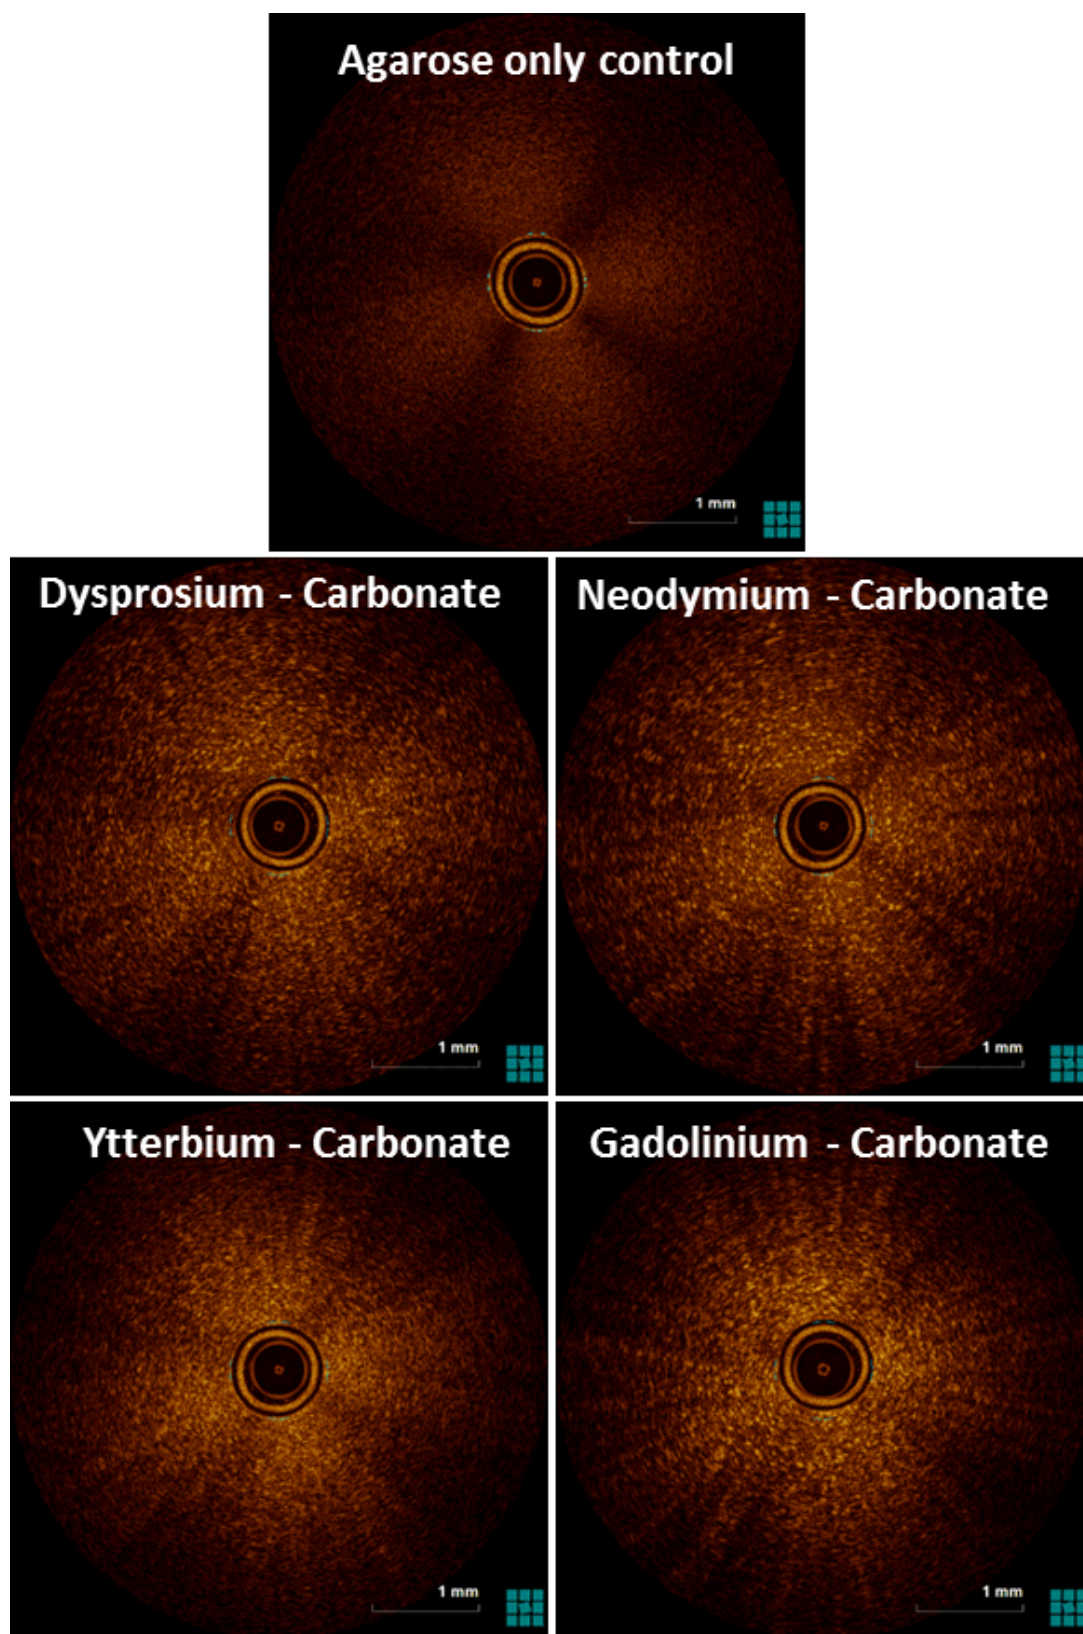 Agarose only control
1 mm
Dysprosium - Carbonate
Neodymium - Carbonate
1 mm
1 mm
Ytterbium - Carbonate
Gadolinium - Carbonate
1 mm
1 mm